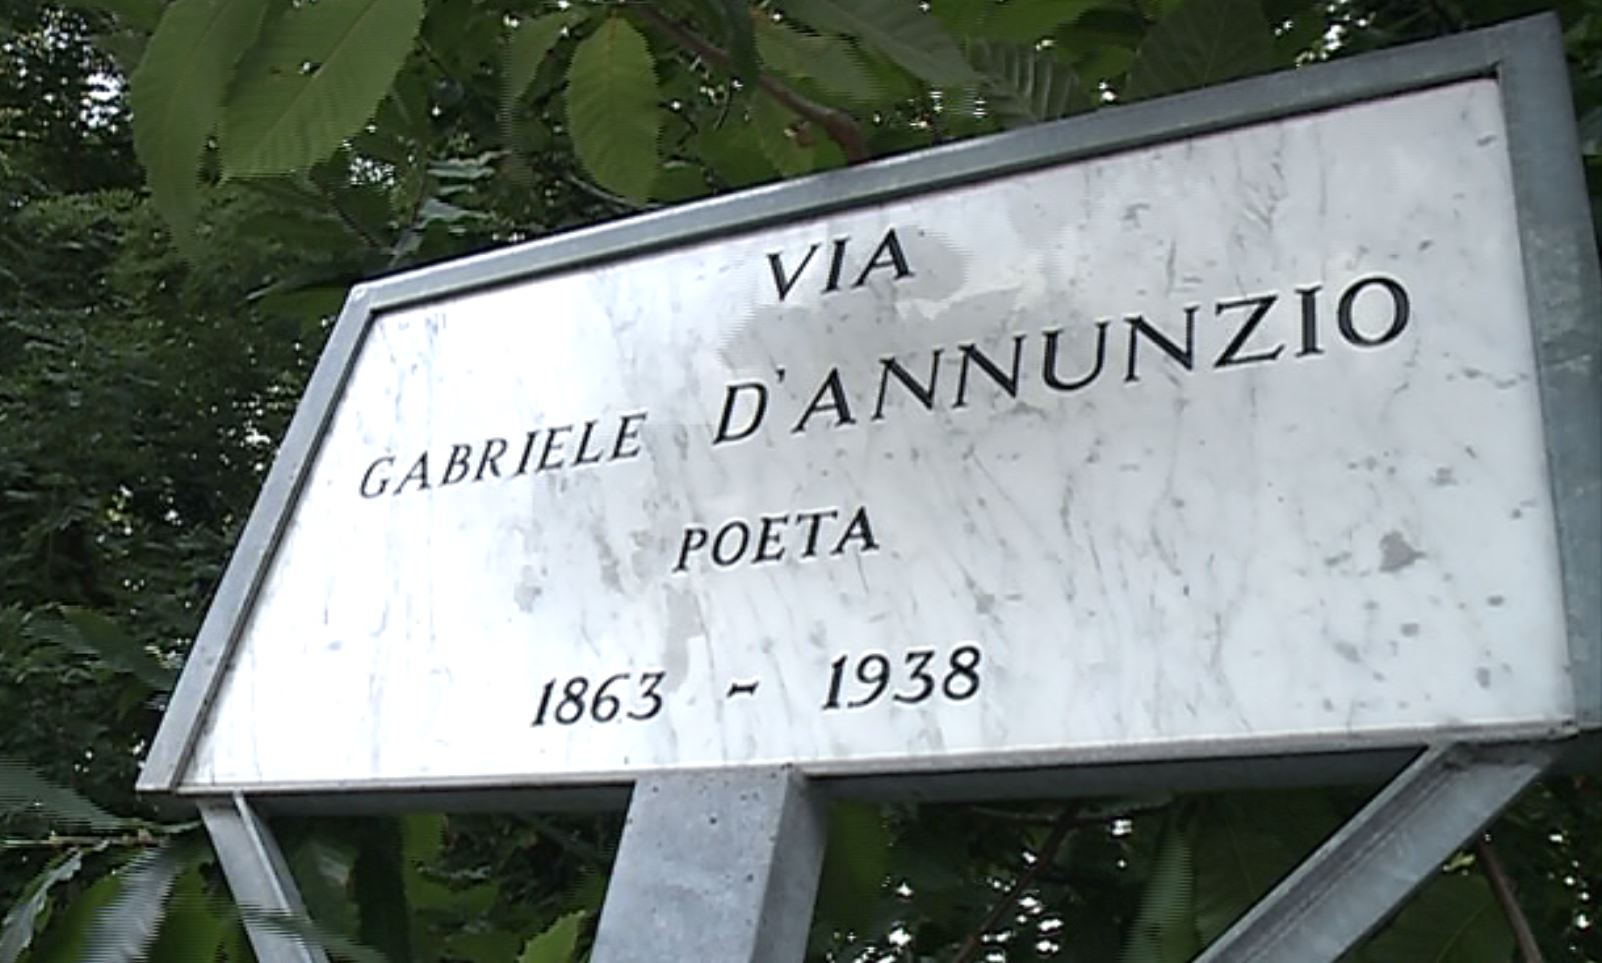 VIA
GABRIELE D'ANNUNZIO
POETA
1863 - 1938